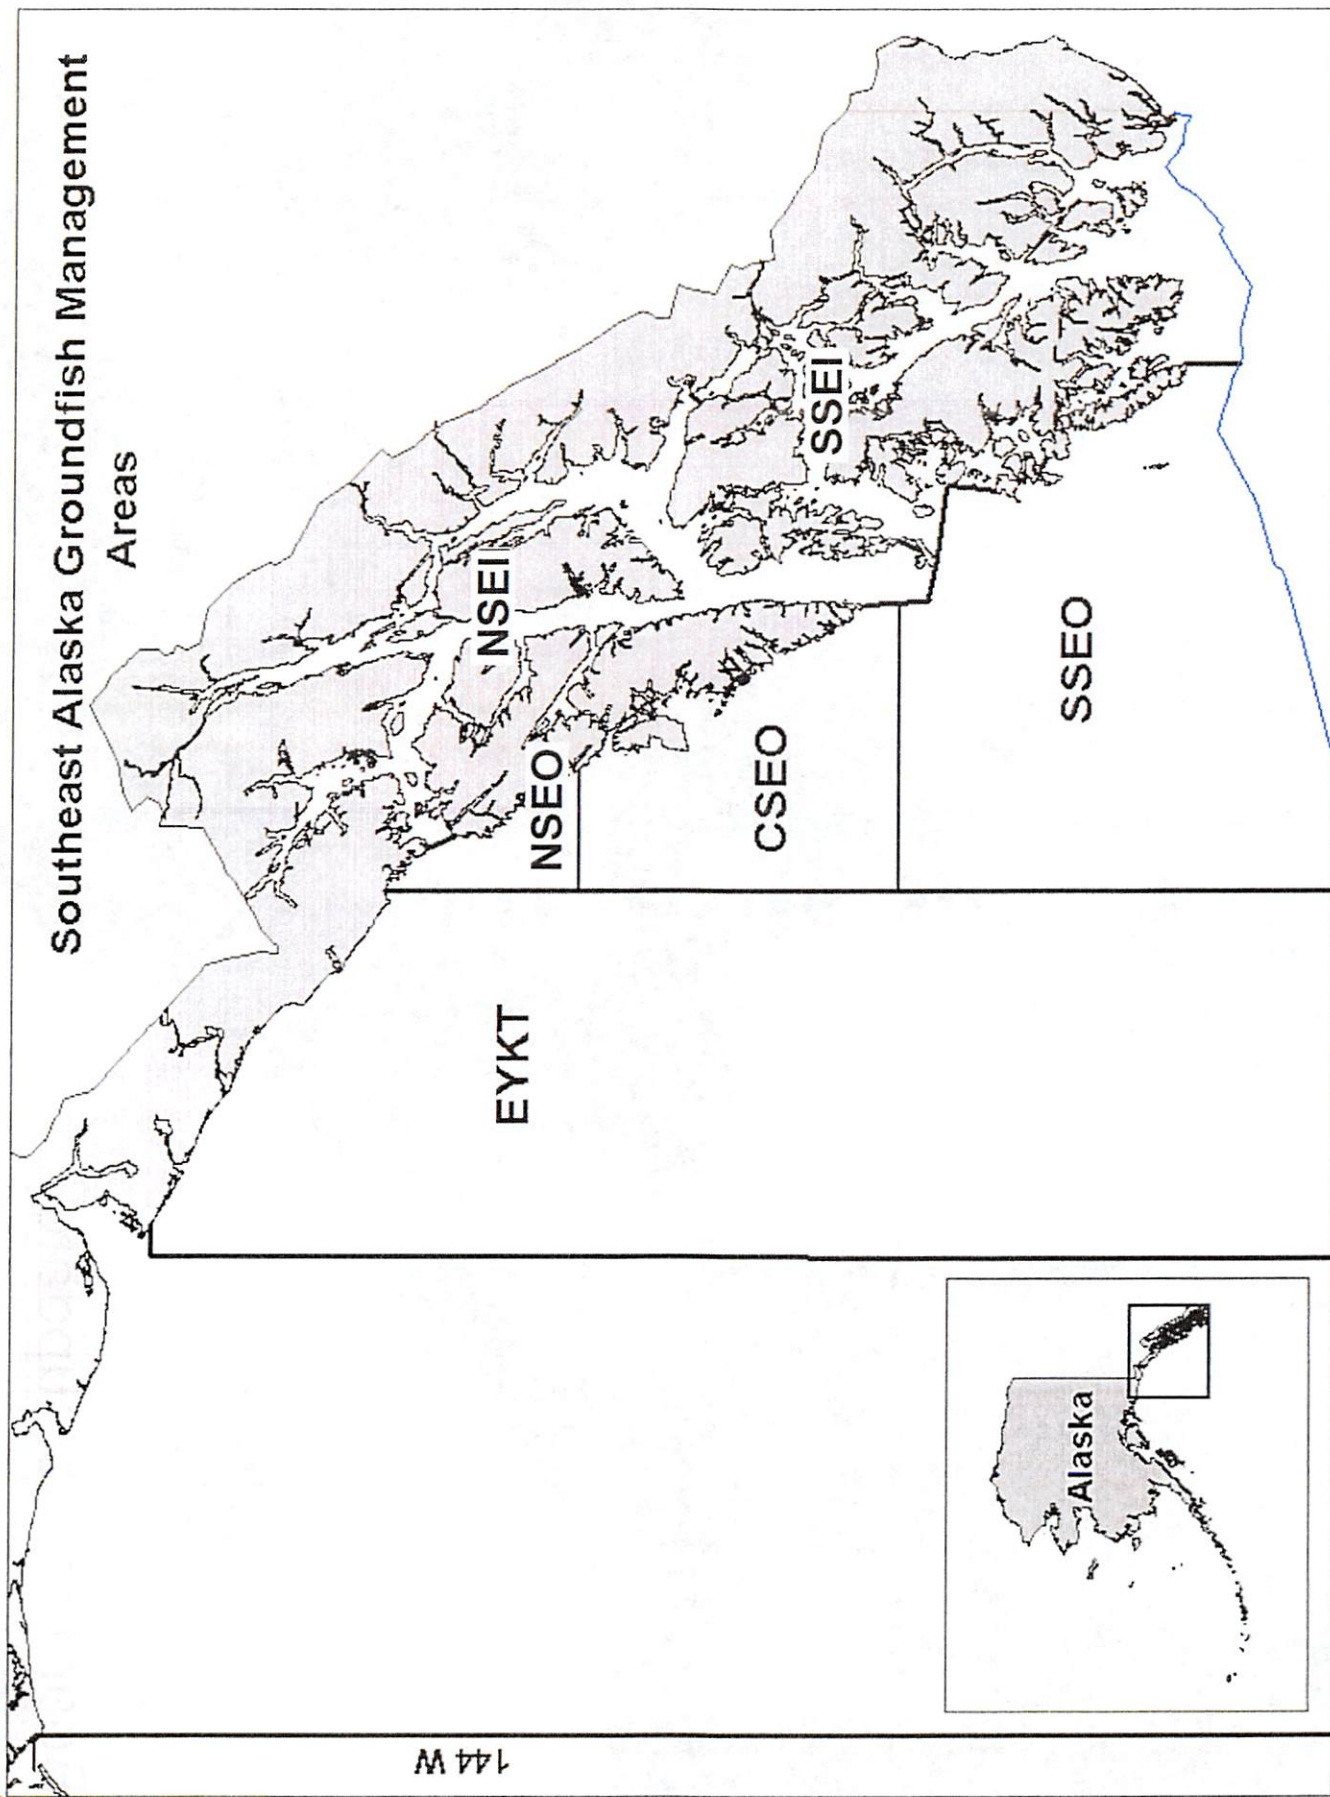 Southeast Alaska Groundfish Management
Areas
NSEI
SSEI
NSEO
CSEO
SSEO
EYKT
144 W
Alaska